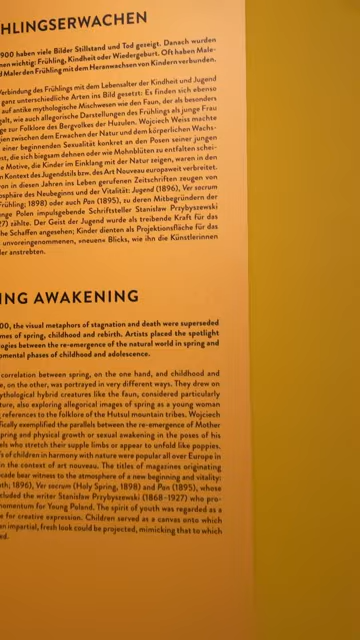 HLINGSERWACHEN
900 haben viele Bilder Stillstand und Tod gezeigt. Danach wurden
nen wichtig: Frühling, Kindheit oder Wiedergeburt. Oft haben Male-
d Maler den Frühling mit dem Heranwachsen von Kindern verbunden.
Verbindung des Frühlings mit dem Lebensalter der Kindheit und Jugend
ganz unterschiedliche Arten ins Bild gesetzt: Es finden sich ebenso
auf antike mythologische Mischwesen wie den Faun, der als besonders
galt, wie auch allegorische Darstellungen des Frühlings als junge Frau
ge zur Folklore des Bergvolkes der Huzulen. Wojciech Weiss machte
ien zwischen dem Erwachen der Natur und dem körperlichen Wachs-
einer beginnenden Sexualität konkret an den Posen seiner jungen
est, die sich biegsam dehnen oder wie Mohnblüten zu entfalten schei-
e Motive, die Kinder im Einklang mit der Natur zeigen, waren in den
n Kontext des Jugendstils bzw. des Art Nouveau europaweit verbreitet.
von in diesen Jahren ins Leben gerufenen Zeitschriften zeugen von
osphäre des Neubeginns und der Vitalität: Jugend (1896), Ver sacrum
Frühling; 1898) oder auch Pan (1895), zu deren Mitbegründern der
nge Polen impulsgebende Schriftsteller Stanisław Przybyszewski
27) zählte. Der Geist der Jugend wurde als treibende Kraft für das
he Schaffen angesehen; Kinder dienten als Projektionsfläche für das
unvoreingenommenen, »neuen« Blicks, wie ihn die Künstlerinnen
ler anstrebten.
ING AWAKENING
00, the visual metaphors of stagnation and death were superseded
mes of spring, childhood and rebirth. Artists placed the spotlight
ogies between the re-emergence of the natural world in spring and
opmental phases of childhood and adolescence.
correlation between spring, on the one hand, and childhood and
e, on the other, was portrayed in very different ways. They drew on
ythological hybrid creatures like the faun, considered particularly
ture, also exploring allegorical images of spring as a young woman
references to the folklore of the Hutsul mountain tribes. Wojciech
fically exemplified the parallels between the re-emergence of Mother
spring and physical growth or sexual awakening in the poses of his
els who stretch their supple limbs or appear to unfold like poppies.
fs of children in harmony with nature were popular all over Europe in
in the context of art nouveau. The titles of magazines originating
cade bear witness to the atmosphere of a new beginning and vitality:
uth; 1896), Ver sacrum (Holy Spring, 1898) and Pan (1895), whose
cluded the writer Stanisław Przybyszewski (1868–1927) who pro-
momentum for Young Poland. The spirit of youth was regarded as a
e for creative expression. Children served as a canvas onto which
an impartial, fresh look could be projected, mimicking that to which
ed.